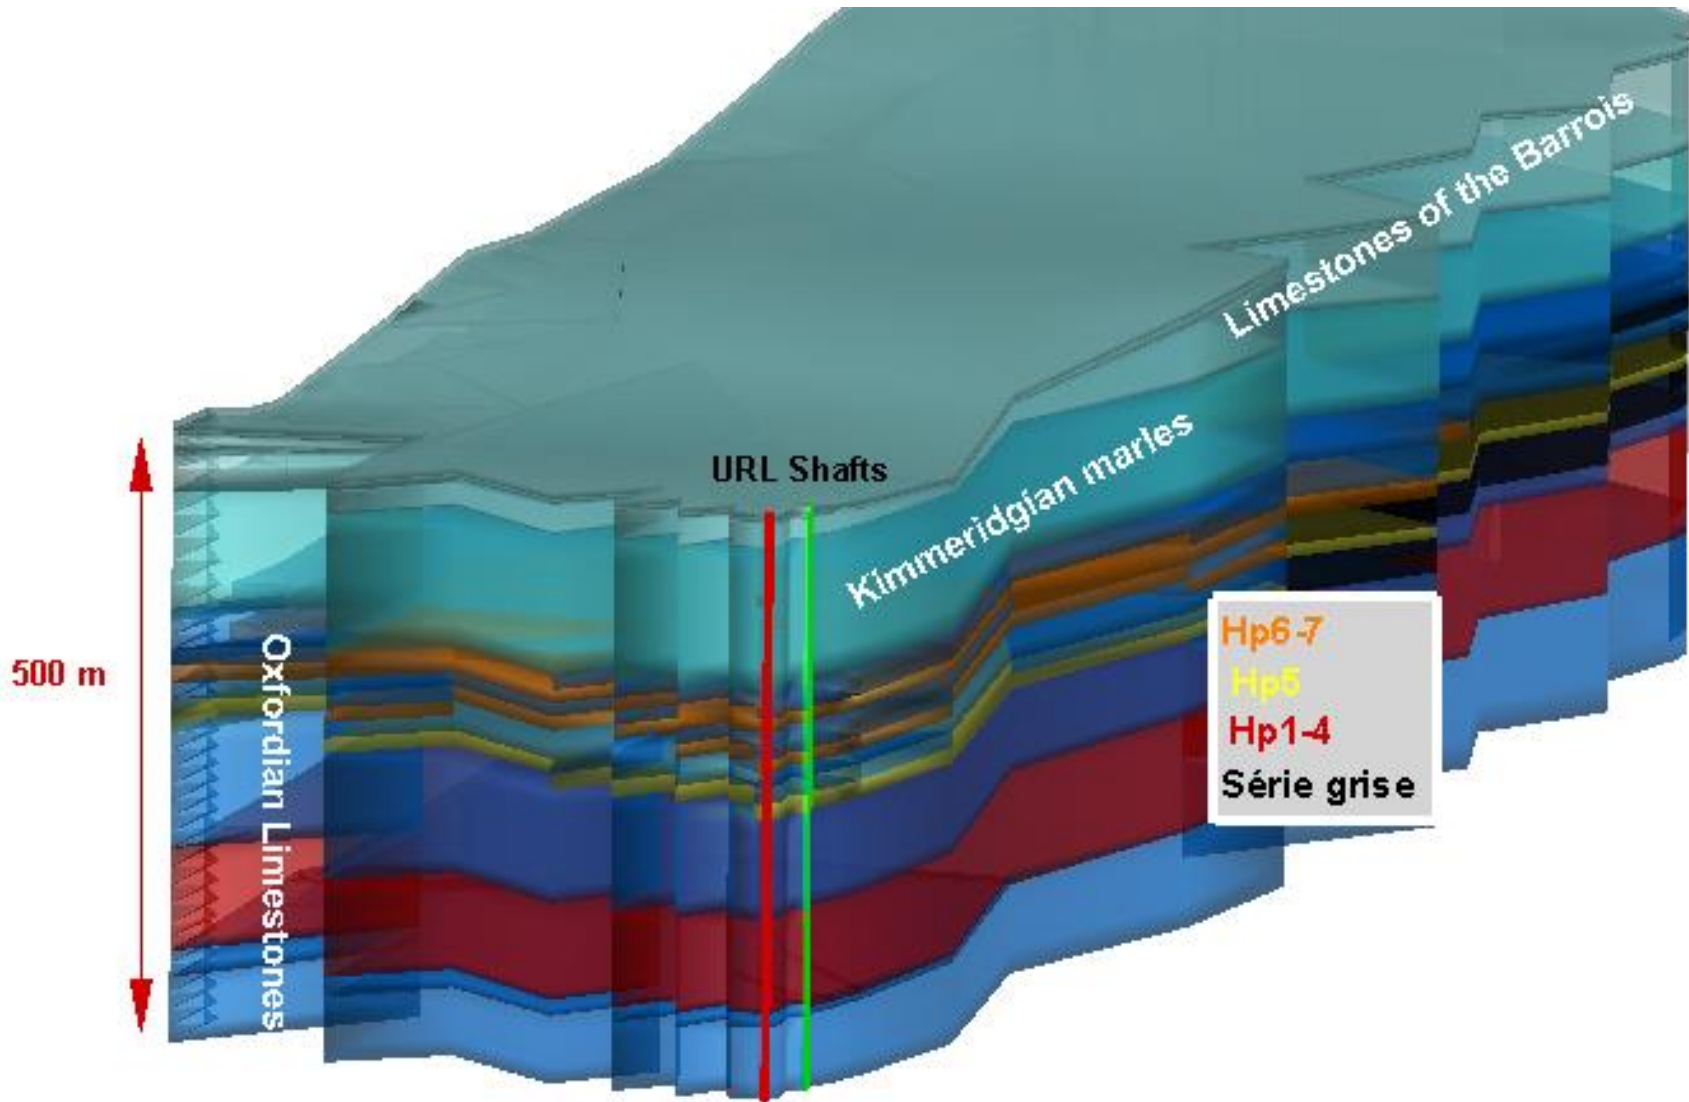 Limestones of the Barrois
URL Shafts
Kimmeridgian marles
500 m
Oxfordian Limestones
Hp6-7
Hp5
Hp1-4
Série grise